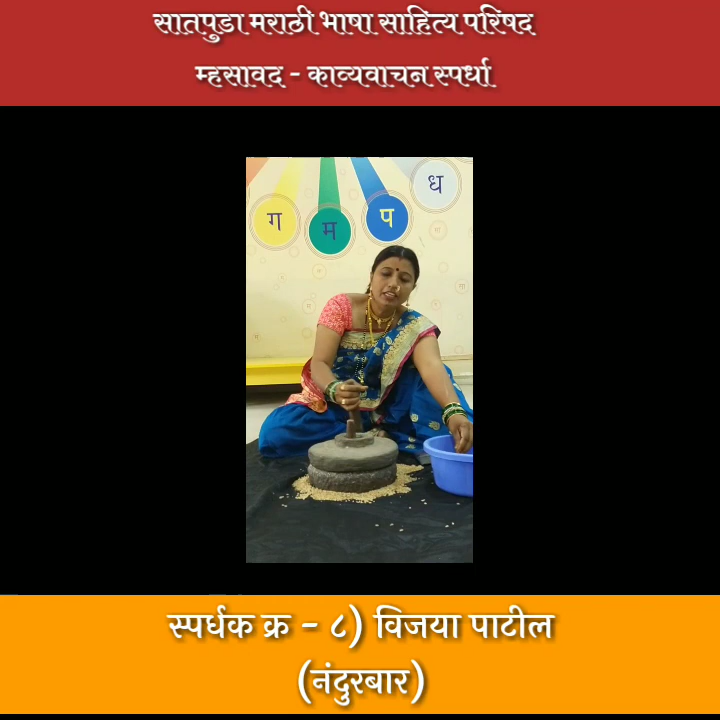 सातपुडा मराठी भाषा साहित्य परिषद
म्हसावद - काव्यवाचन स्पर्धा
ग
म
प
ध
स्पर्धक क्र - ८) विजया पाटील
(नंदुरबार)